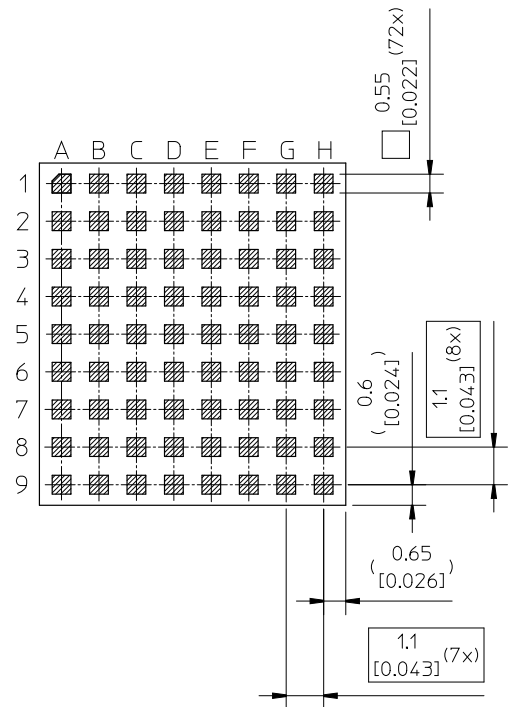 □ 0.55 (72x)
[0.022]
A B C D E F G H
1
2
3
4
5
6
7
8
9
( 0.6 )
[0.024]
1.1 (8x)
[0.043]
( 0.65 )
[0.026]
1.1 (7x)
[0.043]